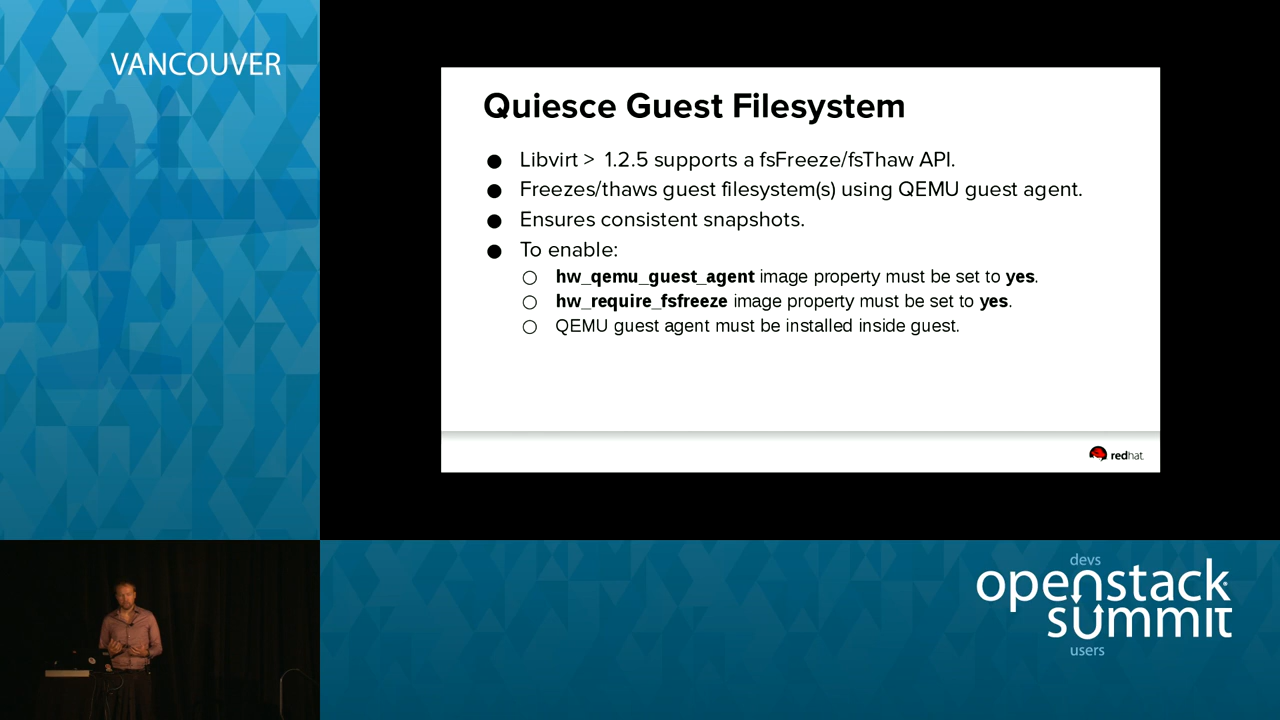 VANCOUVER
Quiesce Guest Filesystem
● Libvirt > 1.2.5 supports a fsFreeze/fsThaw API.
● Freezes/thaws guest filesystem(s) using QEMU guest agent.
● Ensures consistent snapshots.
● To enable:
○ hw_qemu_guest_agent image property must be set to yes.
○ hw_require_fsfreeze image property must be set to yes.
○ QEMU guest agent must be installed inside guest.
redhat
devs
openstack
summit
users